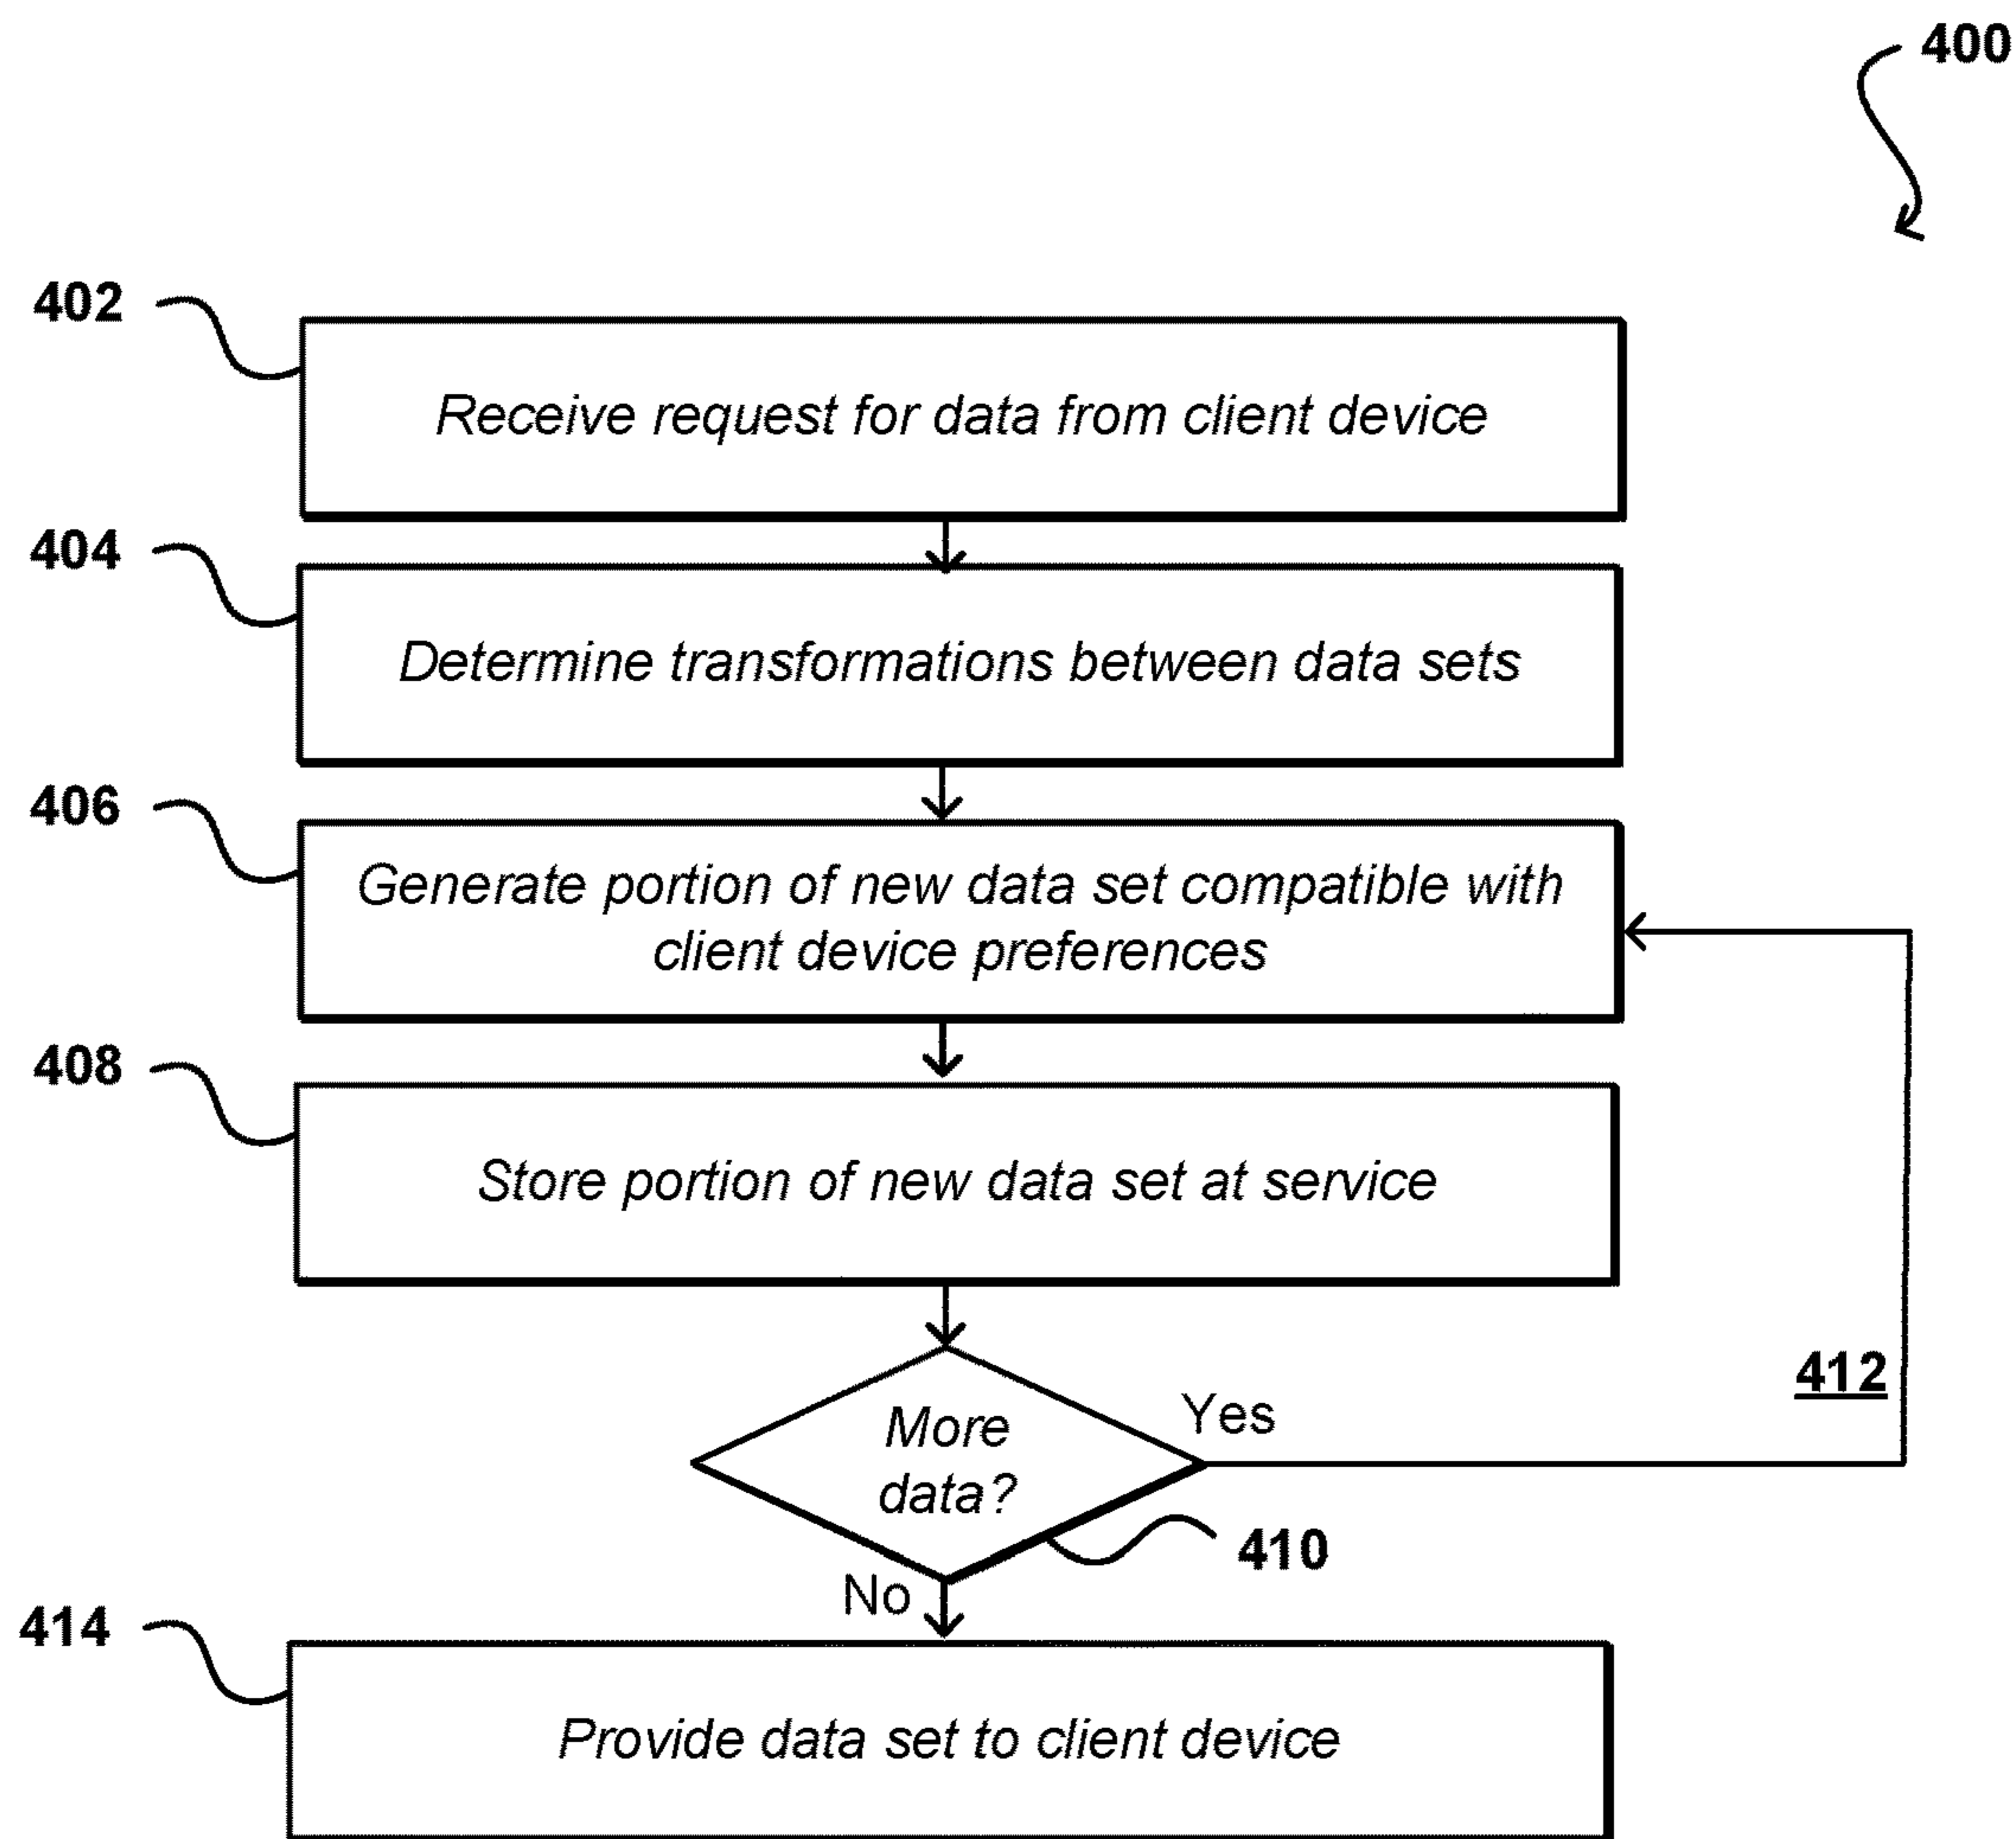 400
402
Receive request for data from client device
404
Determine transformations between data sets
406
Generate portion of new data set compatible with
client device preferences
408
Store portion of new data set at service
412
More
data?
Yes
410
No
414
Provide data set to client device